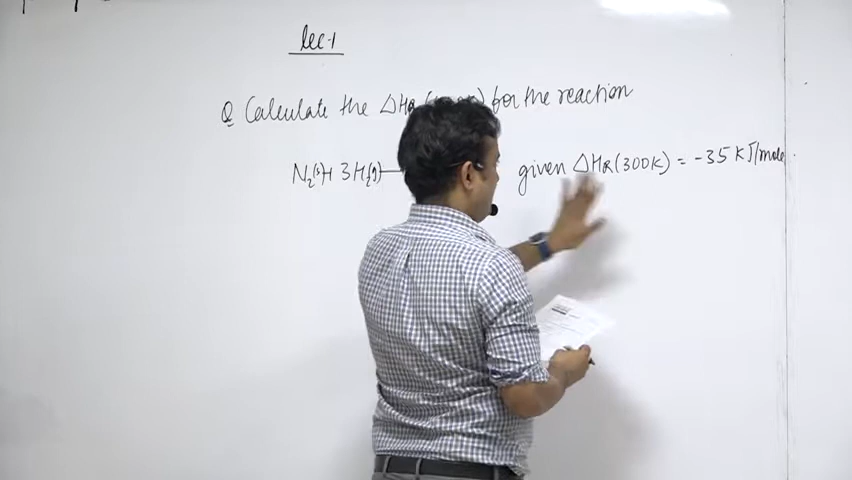 lec-1
Q Calculate the ΔHR for the reaction
N₂(g)+ 3H₂(g) — given ΔHR(300K) = -35 kJ/mole.